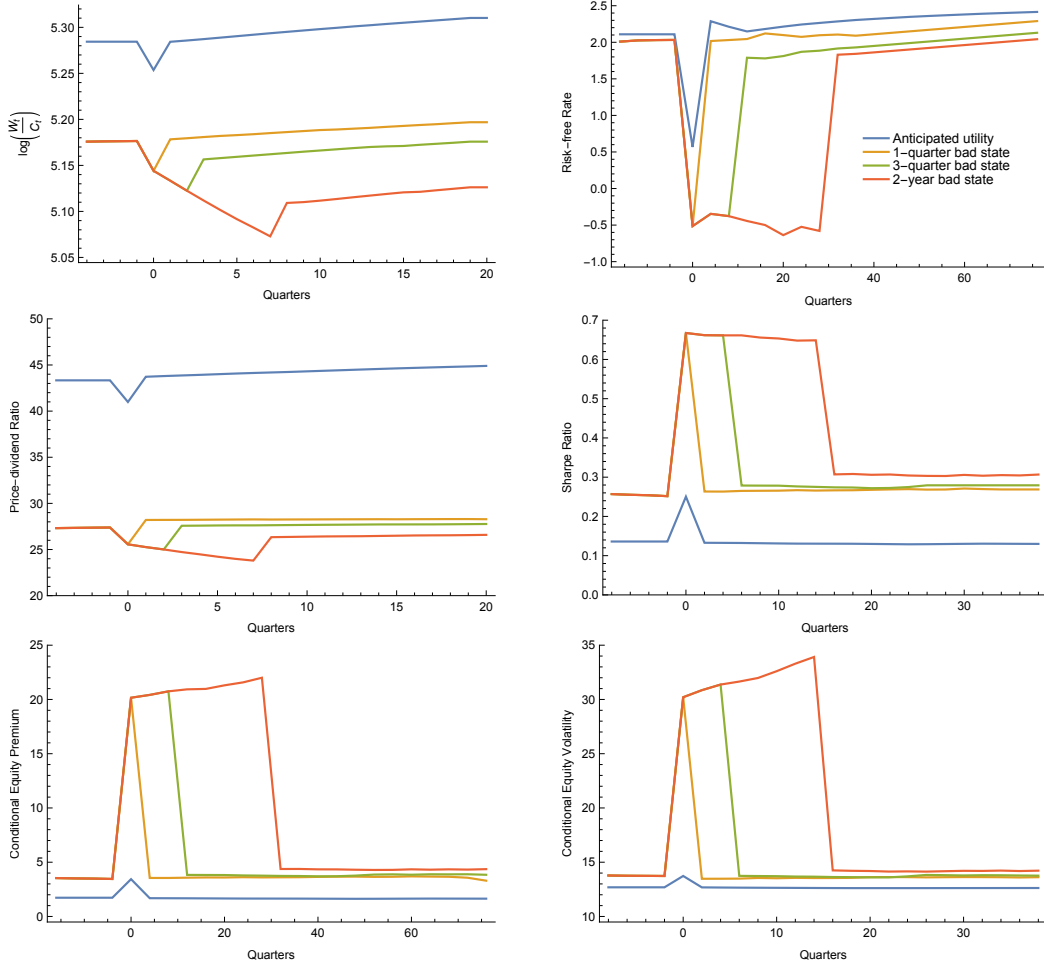 log(W_t/C_t)
5.30
5.25
5.20
5.15
5.10
5.05
0 5 10 15 20
Quarters
Risk-free Rate
2.5
2.0
1.5
1.0
0.5
0.0
−0.5
−1.0
0 20 40 60
Quarters
Anticipated utility
1-quarter bad state
3-quarter bad state
2-year bad state
Price-dividend Ratio
50
45
40
35
30
25
20
0 5 10 15 20
Quarters
Sharpe Ratio
0.7
0.6
0.5
0.4
0.3
0.2
0.1
0.0
0 10 20 30
Quarters
Conditional Equity Premium
25
20
15
10
5
0
0 20 40 60
Quarters
Conditional Equity Volatility
35
30
25
20
15
10
0 10 20 30
Quarters